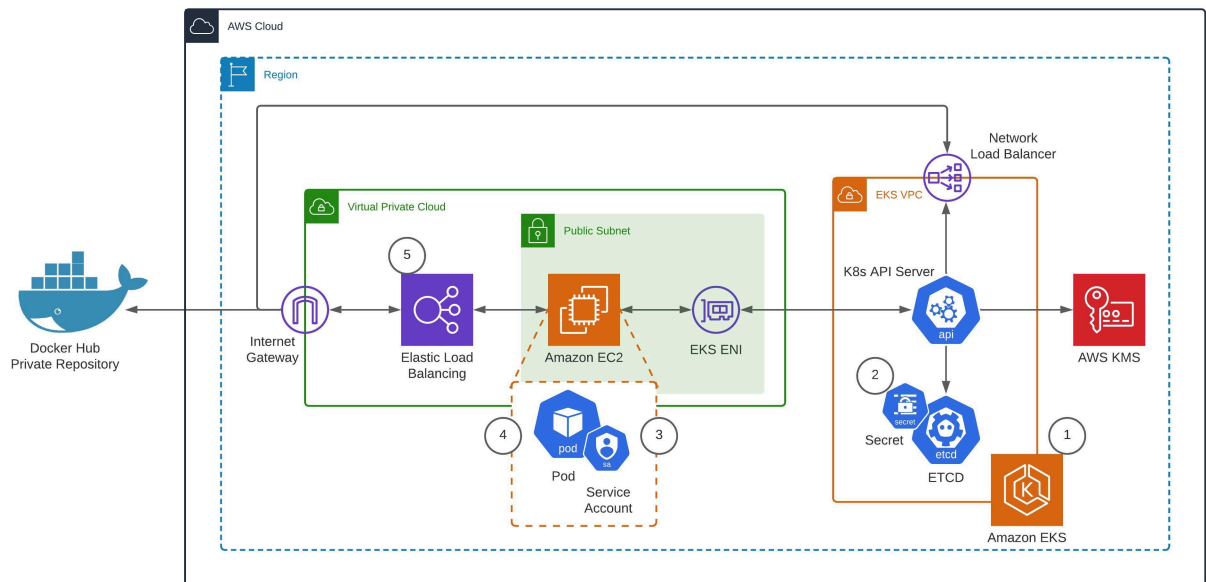 AWS Cloud
Region
Network
Load Balancer
EKS VPC
Virtual Private Cloud
Public Subnet
5
K8s API Server
api
Internet
Gateway
Elastic Load
Balancing
Amazon EC2
EKS ENI
AWS KMS
Docker Hub
Private Repository
2
secret
Secret
etcd
ETCD
1
4
3
pod
Pod
sa
Service
Account
K
Amazon EKS